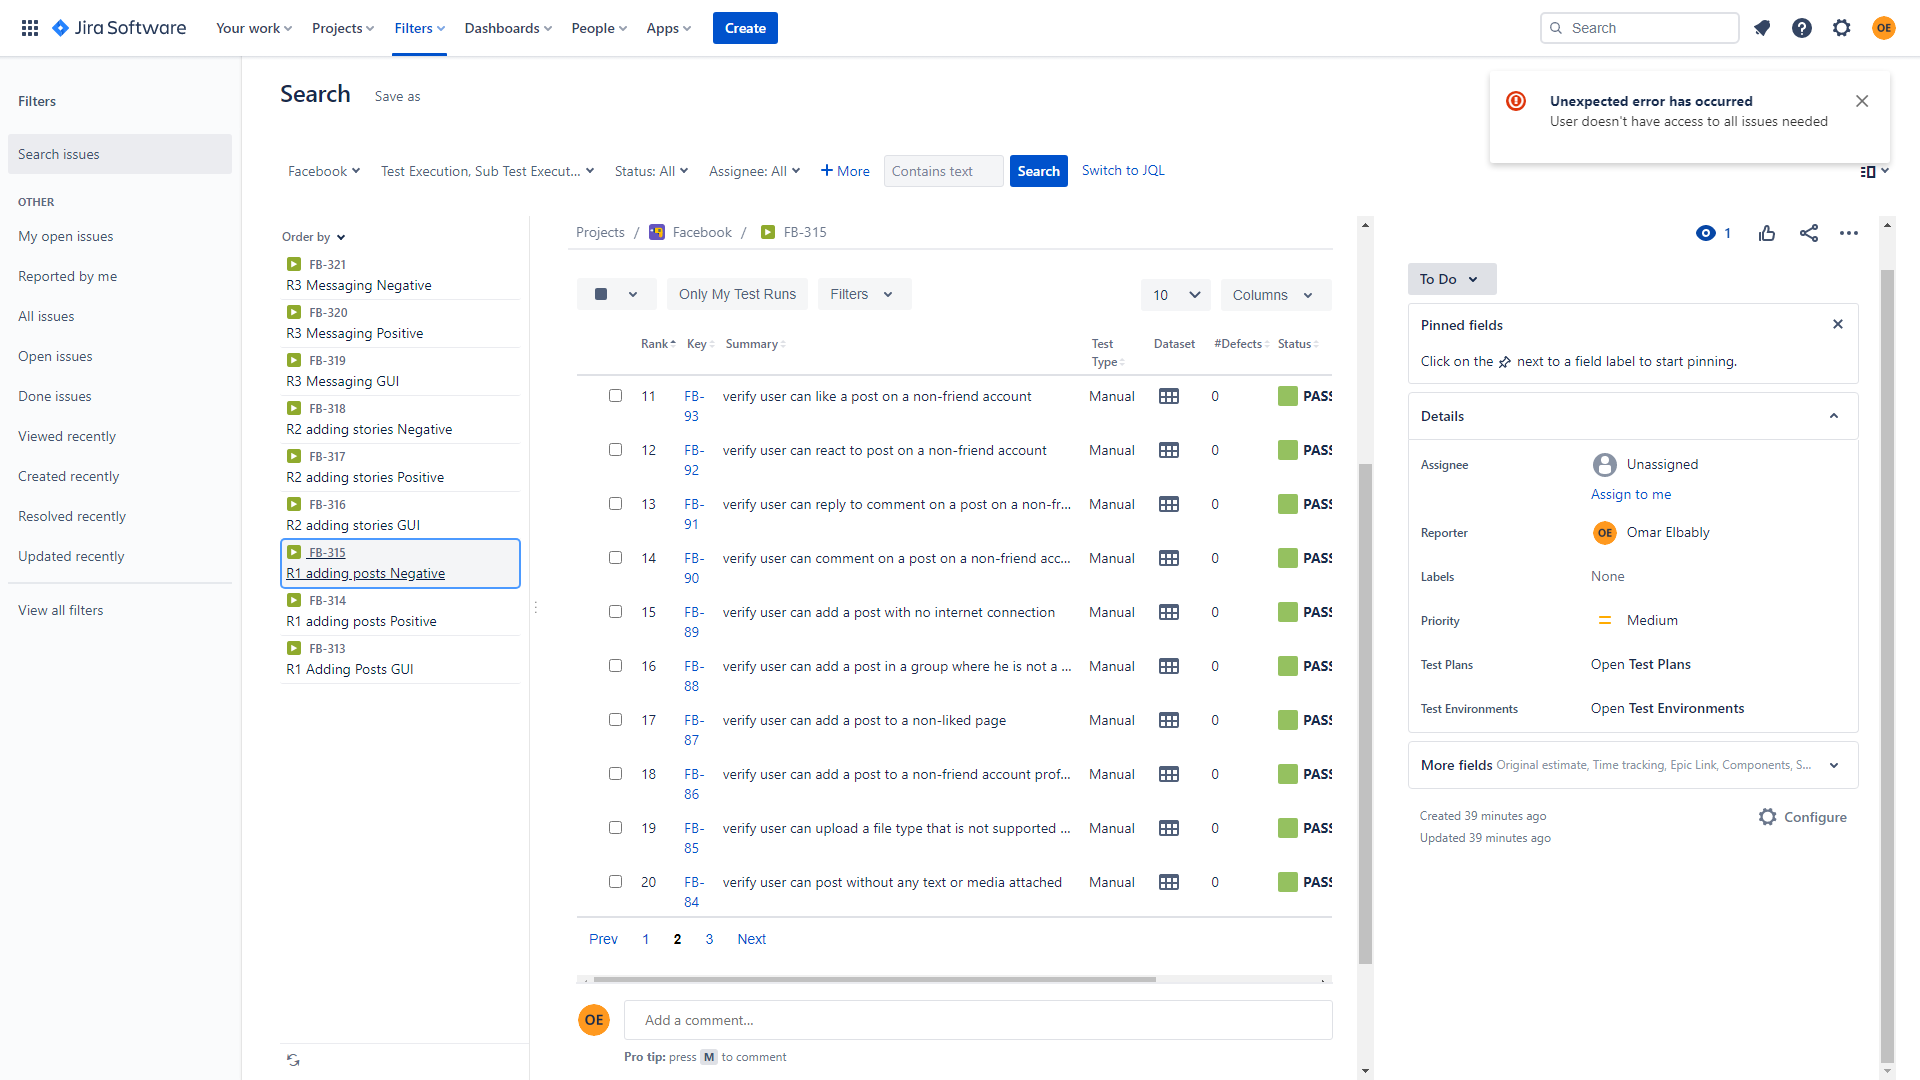 Jira Software
Your work
Projects
Filters
Dashboards
People
Apps
Create
Search
OE
Filters
Search issues
OTHER
My open issues
Reported by me
All issues
Open issues
Done issues
Viewed recently
Created recently
Resolved recently
Updated recently
View all filters
Search
Save as
Unexpected error has occurred
User doesn't have access to all issues needed
Facebook
Test Execution, Sub Test Execut...
Status: All
Assignee: All
More
Contains text
Search
Switch to JQL
Order by
FB-321
R3 Messaging Negative
FB-320
R3 Messaging Positive
FB-319
R3 Messaging GUI
FB-318
R2 adding stories Negative
FB-317
R2 adding stories Positive
FB-316
R2 adding stories GUI
FB-315
R1 adding posts Negative
FB-314
R1 adding posts Positive
FB-313
R1 Adding Posts GUI
Projects / Facebook / FB-315
Only My Test Runs
Filters
10
Columns
Rank Key Summary Test Type Dataset #Defects Status
11 FB-93 verify user can like a post on a non-friend account Manual 0 PASS
12 FB-92 verify user can react to post on a non-friend account Manual 0 PASS
13 FB-91 verify user can reply to comment on a post on a non-fr... Manual 0 PASS
14 FB-90 verify user can comment on a post on a non-friend acc... Manual 0 PASS
15 FB-89 verify user can add a post with no internet connection Manual 0 PASS
16 FB-88 verify user can add a post in a group where he is not a ... Manual 0 PASS
17 FB-87 verify user can add a post to a non-liked page Manual 0 PASS
18 FB-86 verify user can add a post to a non-friend account prof... Manual 0 PASS
19 FB-85 verify user can upload a file type that is not supported ... Manual 0 PASS
20 FB-84 verify user can post without any text or media attached Manual 0 PASS
Prev 1 2 3 Next
OE
Add a comment...
Pro tip: press M to comment
1
To Do
Pinned fields
Click on the next to a field label to start pinning.
Details
Assignee
Unassigned
Assign to me
Reporter
OE
Omar Elbably
Labels
None
Priority
Medium
Test Plans
Open Test Plans
Test Environments
Open Test Environments
More fields Original estimate, Time tracking, Epic Link, Components, S...
Created 39 minutes ago
Configure
Updated 39 minutes ago